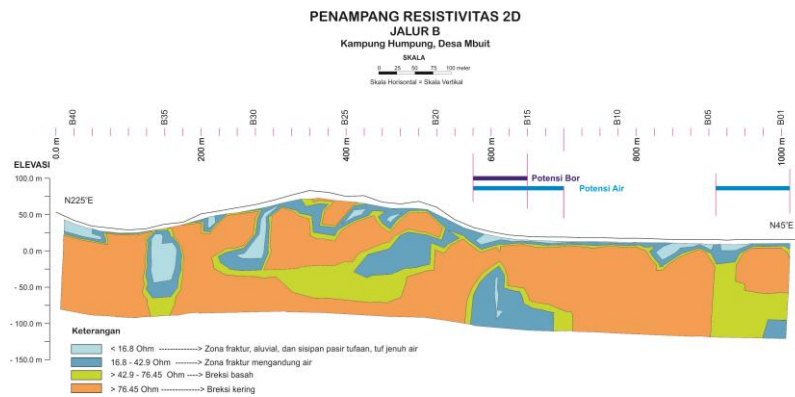 PENAMPANG RESISTIVITAS 2D
JALUR B
Kampung Humpung, Desa Mbuit
SKALA
0 25 50 75 100 meter
Skala Horisontal = Skala Vertikal
B40 B35 B30 B25 B20 B15 B10 B05 B01
0.0 m 200 m 400 m 600 m 800 m 1000 m
ELEVASI
100.0 m
Potensi Bor
Potensi Air
N225°E
N45°E
50.0 m
0.0 m
- 50.0 m
- 100.0 m
- 150.0 m
Keterangan
< 16.8 Ohm --------------> Zona fraktur, aluvial, dan sisipan pasir tufaan, tuf jenuh air
16.8 - 42.9 Ohm -------> Zona fraktur mengandung air
> 42.9 - 76.45 Ohm ----> Breksi basah
> 76.45 Ohm -------------> Breksi kering